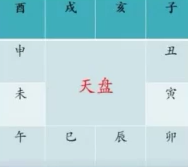 酉 戌 亥 子
申 丑
天盘
未 寅
午 巳 辰 卯